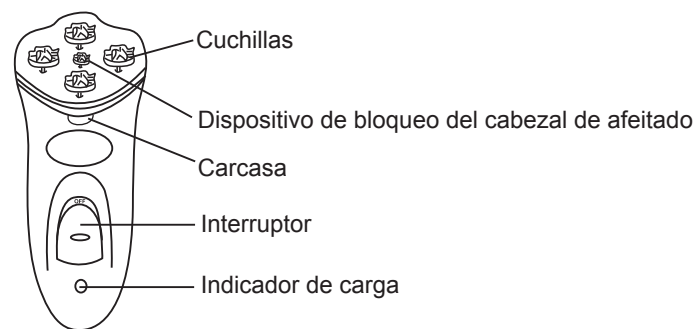 Cuchillas
Dispositivo de bloqueo del cabezal de afeitado
Carcasa
OFF
Interruptor
Indicador de carga